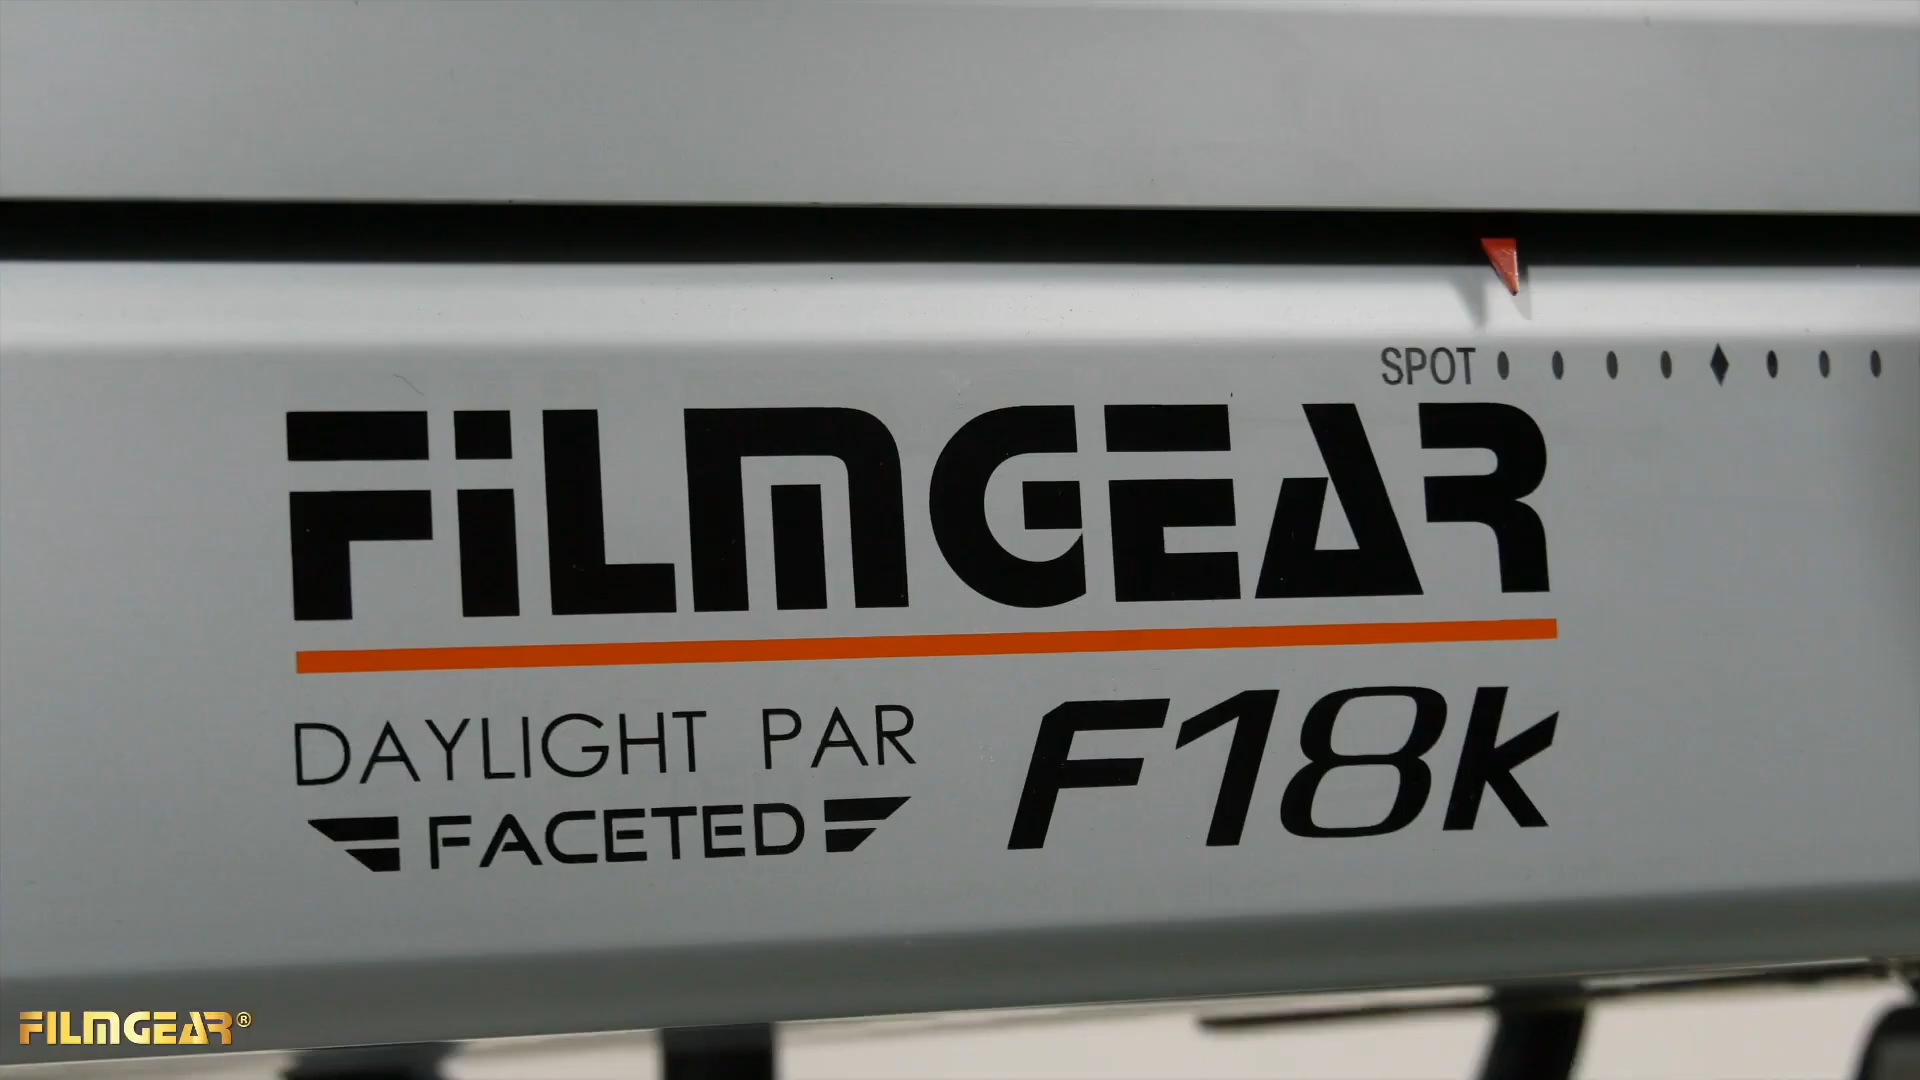 SPOT
FiLMGEAR
DAYLIGHT PAR
F18k
FACETED
FILMGEAR®